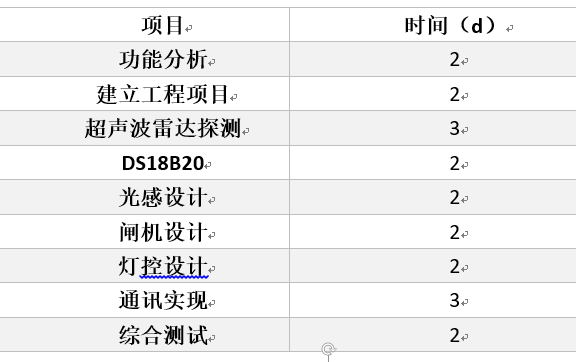 项目 时间（d）
功能分析 2
建立工程项目 2
超声波雷达探测 3
DS18B20 2
光感设计 2
闸机设计 2
灯控设计 2
通讯实现 3
综合测试 2